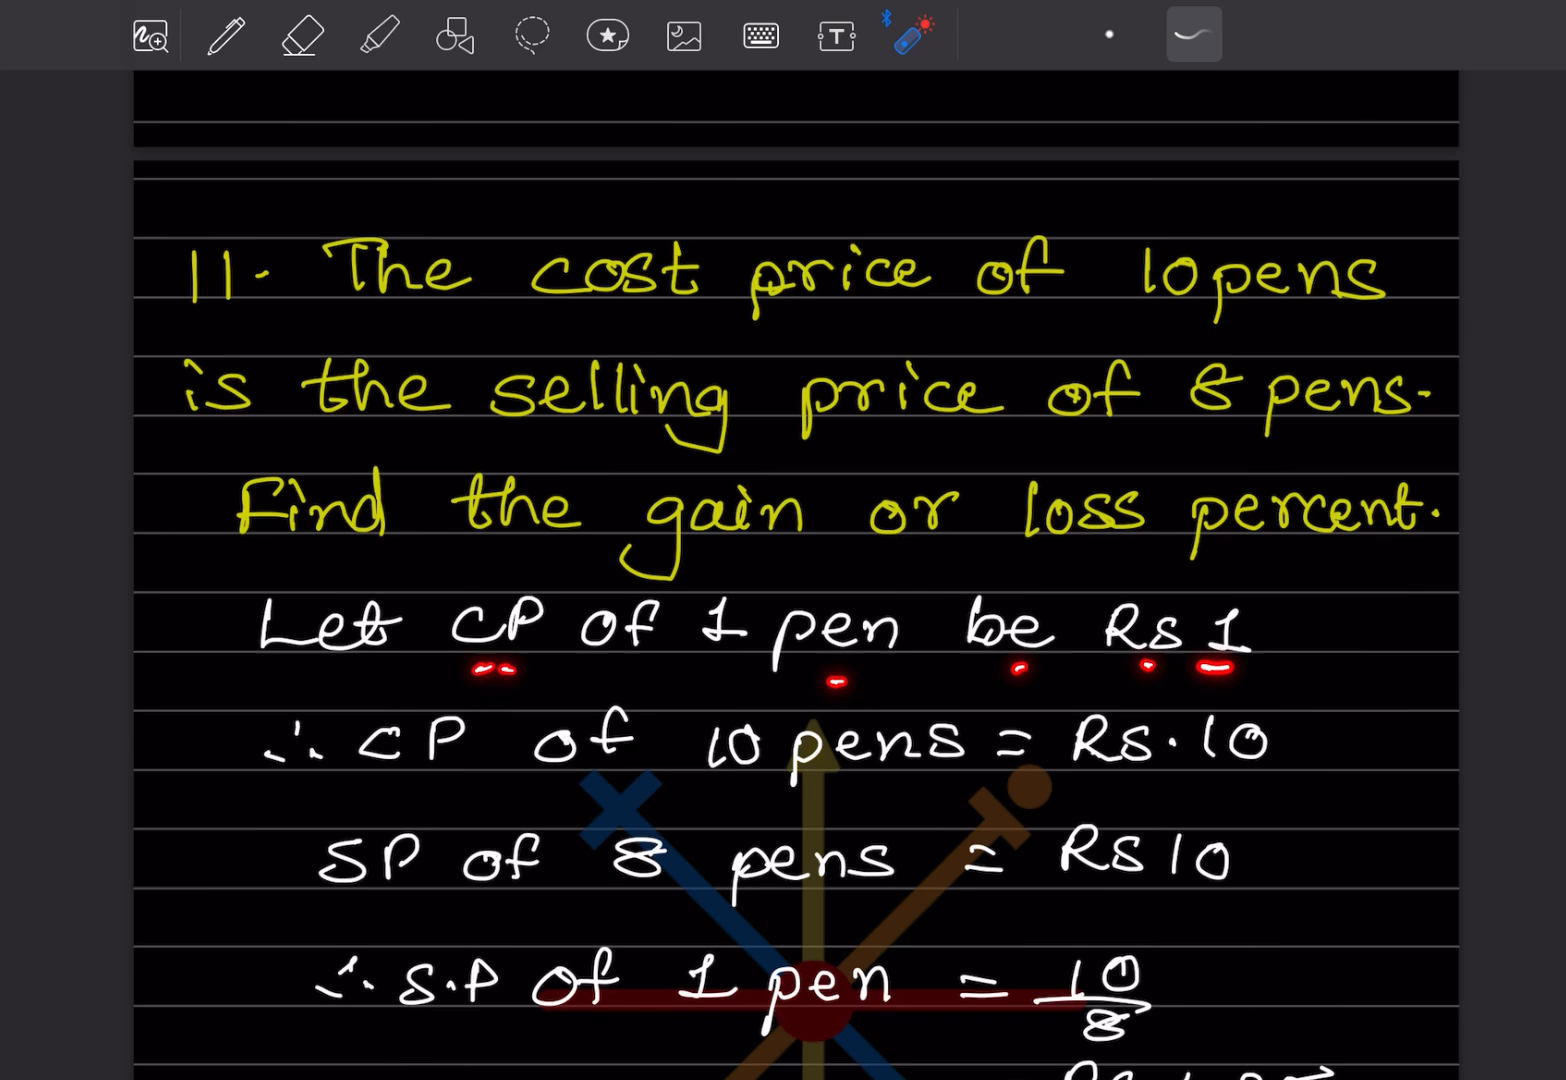 11. The cost price of 10 pens
is the selling price of 8 pens.
Find the gain or loss percent.
Let CP of 1 pen be Rs 1
∴ CP of 10 pens = Rs. 10
SP of 8 pens = Rs 10
∴ S.P of 1 pen = 10/8